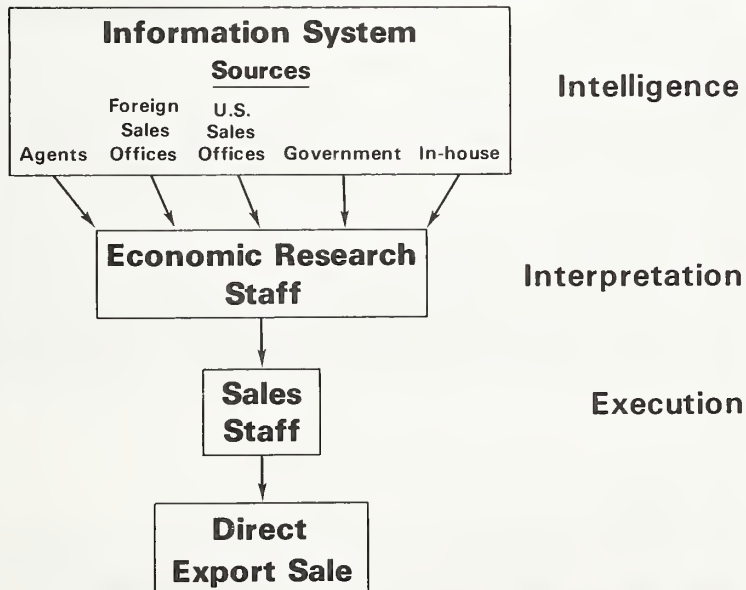 Information System
Sources
Intelligence
Agents
Foreign
Sales
Offices
U.S.
Sales
Offices
Government
In-house
Economic Research
Staff
Interpretation
Sales
Staff
Execution
Direct
Export Sale